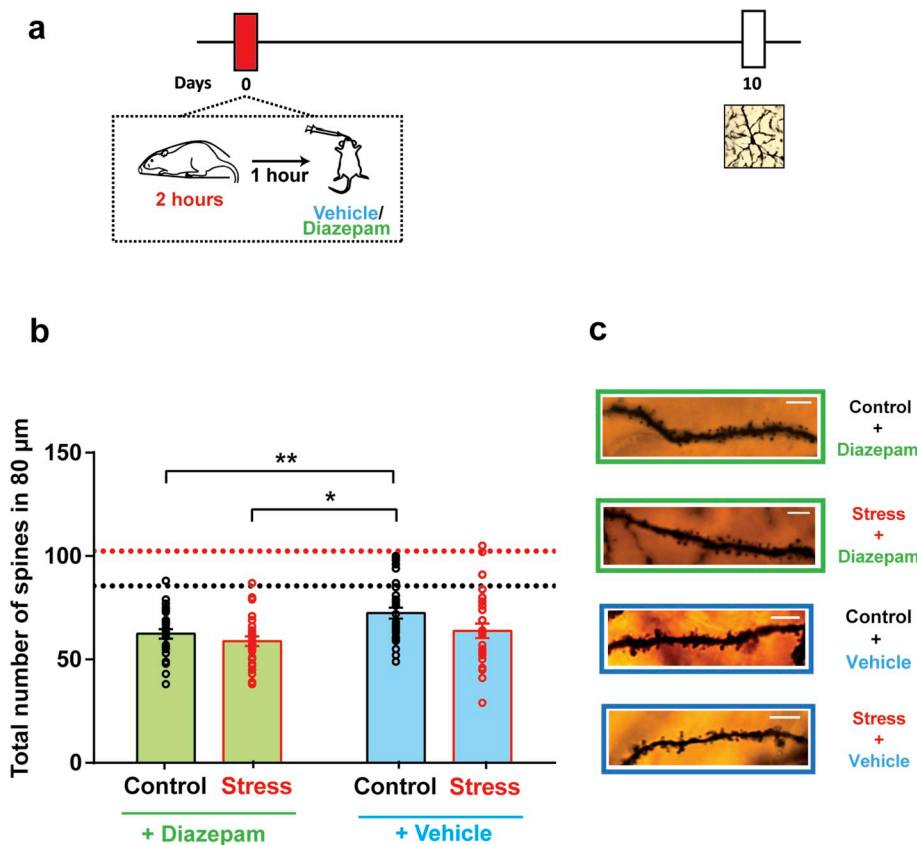 a
Days 0 10
2 hours
1 hour
Vehicle/
Diazepam
b
Total number of spines in 80 μm
150
100
50
0
**
*
Control Stress Control Stress
+ Diazepam + Vehicle
c
Control
+
Diazepam
Stress
+
Diazepam
Control
+
Vehicle
Stress
+
Vehicle